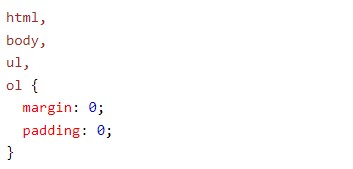 html,
body,
ul,
ol {
  margin: 0;
  padding: 0;
}